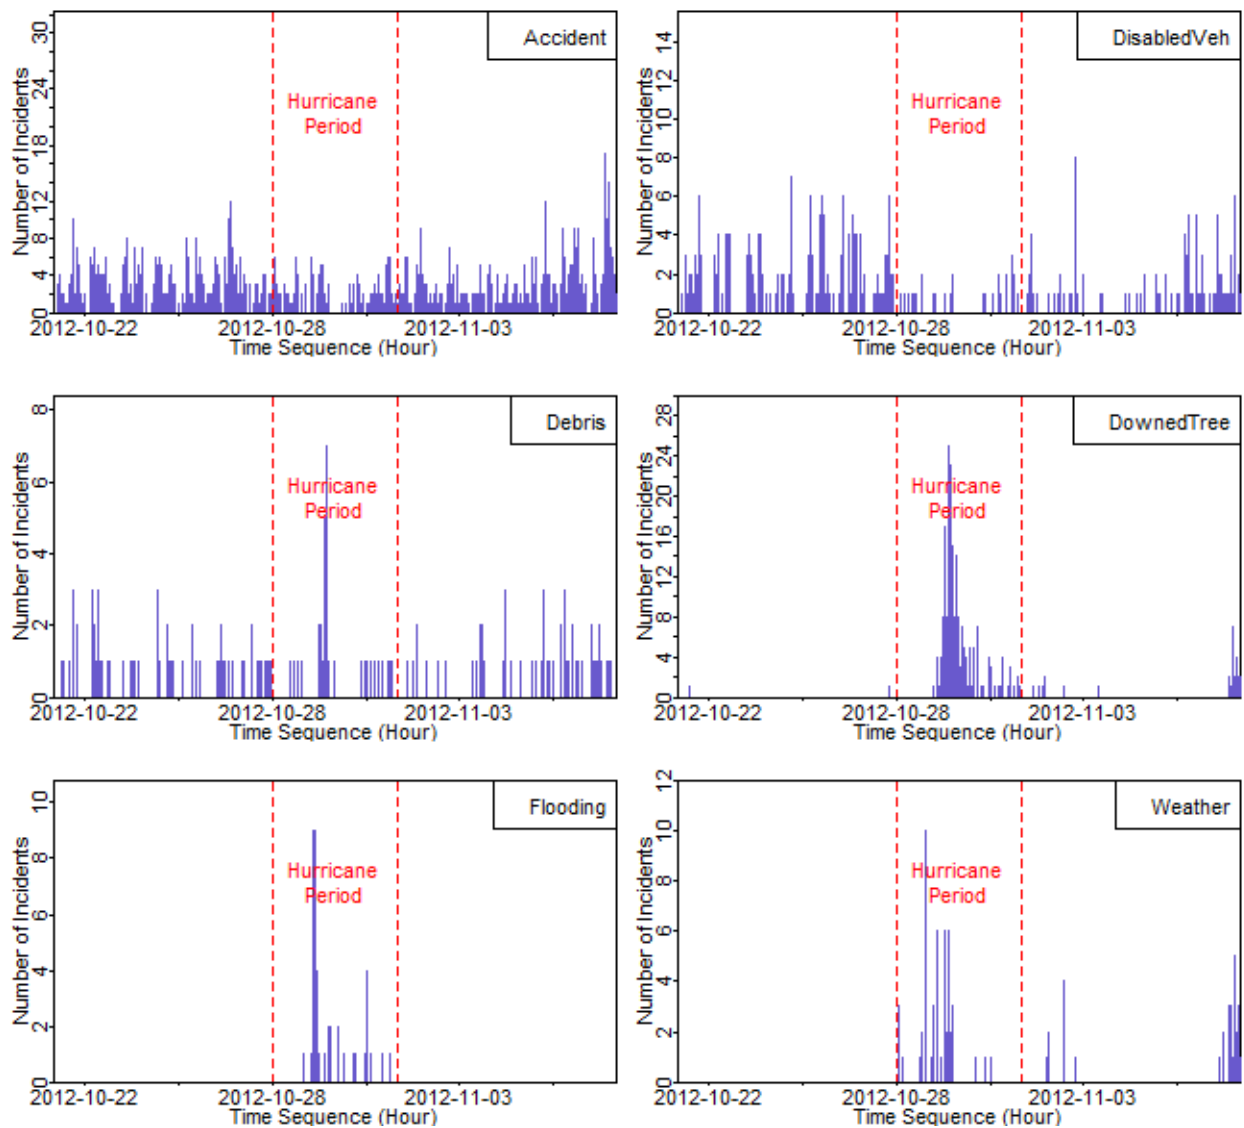 Accident
Number of Incidents
0 4 8 12 18 24 30
Hurricane
Period
2012-10-22 2012-10-28 2012-11-03
Time Sequence (Hour)
DisabledVeh
Number of Incidents
0 2 4 6 8 10 12 14
Hurricane
Period
2012-10-22 2012-10-28 2012-11-03
Time Sequence (Hour)
Debris
Number of Incidents
0 2 4 6 8
Hurricane
Period
2012-10-22 2012-10-28 2012-11-03
Time Sequence (Hour)
DownedTree
Number of Incidents
0 4 8 12 16 20 24 28
Hurricane
Period
2012-10-22 2012-10-28 2012-11-03
Time Sequence (Hour)
Flooding
Number of Incidents
0 2 4 6 8 10
Hurricane
Period
2012-10-22 2012-10-28 2012-11-03
Time Sequence (Hour)
Weather
Number of Incidents
0 2 4 6 8 10 12
Hurricane
Period
2012-10-22 2012-10-28 2012-11-03
Time Sequence (Hour)